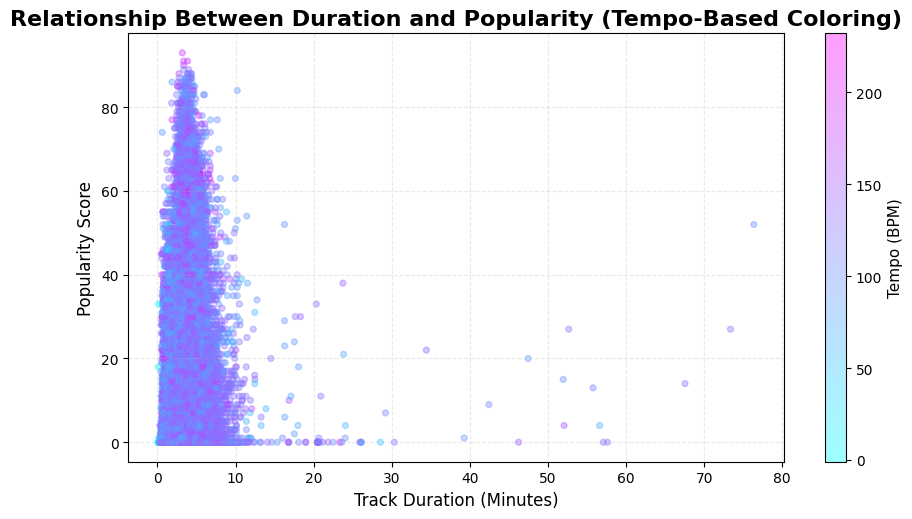 Relationship Between Duration and Popularity (Tempo-Based Coloring)
80
60
40
20
0
Popularity Score
0 10 20 30 40 50 60 70 80
Track Duration (Minutes)
200
150
100
50
0
Tempo (BPM)